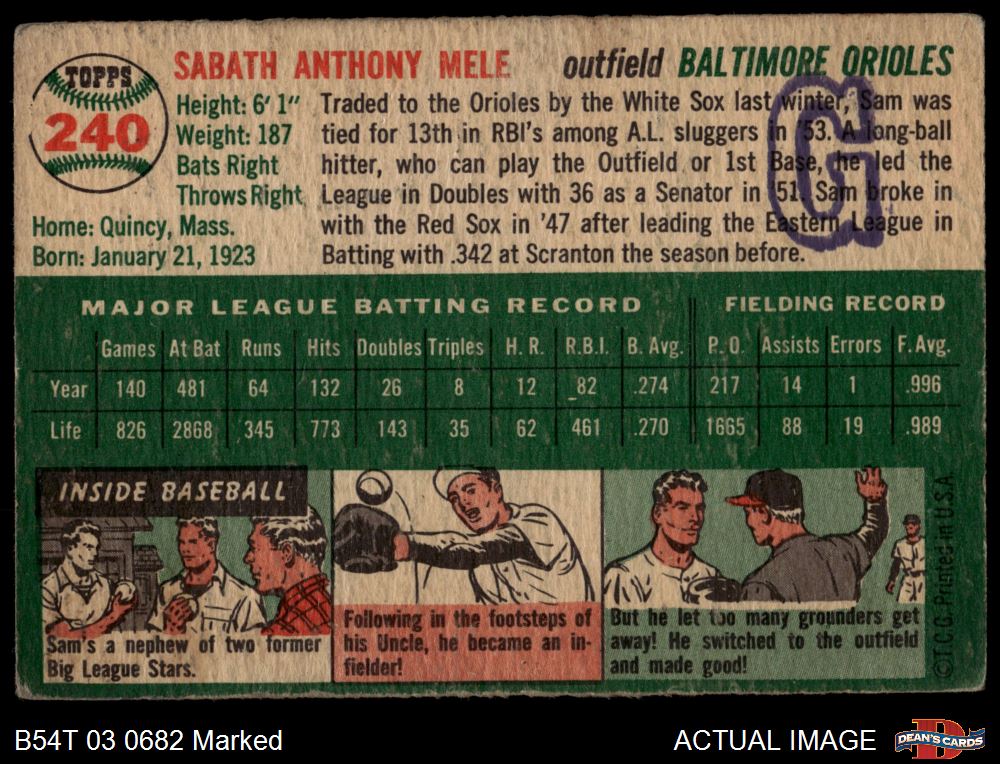 TOPPS
240
SABATH ANTHONY MELE outfield BALTIMORE ORIOLES
Height: 6' 1"
Weight: 187
Bats Right
Throws Right
Home: Quincy, Mass.
Born: January 21, 1923
Traded to the Orioles by the White Sox last winter, Sam was
tied for 13th in RBI's among A.L. sluggers in '53. A long-ball
hitter, who can play the Outfield or 1st Base, he led the
League in Doubles with 36 as a Senator in '51. Sam broke in
with the Red Sox in '47 after leading the Eastern League in
Batting with .342 at Scranton the season before.
G
MAJOR LEAGUE BATTING RECORD FIELDING RECORD
Games At Bat Runs Hits Doubles Triples H. R. R.B.I. B. Avg. P. O. Assists Errors F. Avg.
Year 140 481 64 132 26 8 12 82 .274 217 14 1 .996
Life 826 2868 345 773 143 35 62 461 .270 1665 88 19 .989
INSIDE BASEBALL
Sam's a nephew of two former
Big League Stars.
Following in the footsteps of
his Uncle, he became an in-
fielder!
But he let too many grounders get
away! He switched to the outfield
and made good!
©T.C.G. Printed in U.S.A.
B54T 03 0682 Marked ACTUAL IMAGE
DEAN'S CARDS